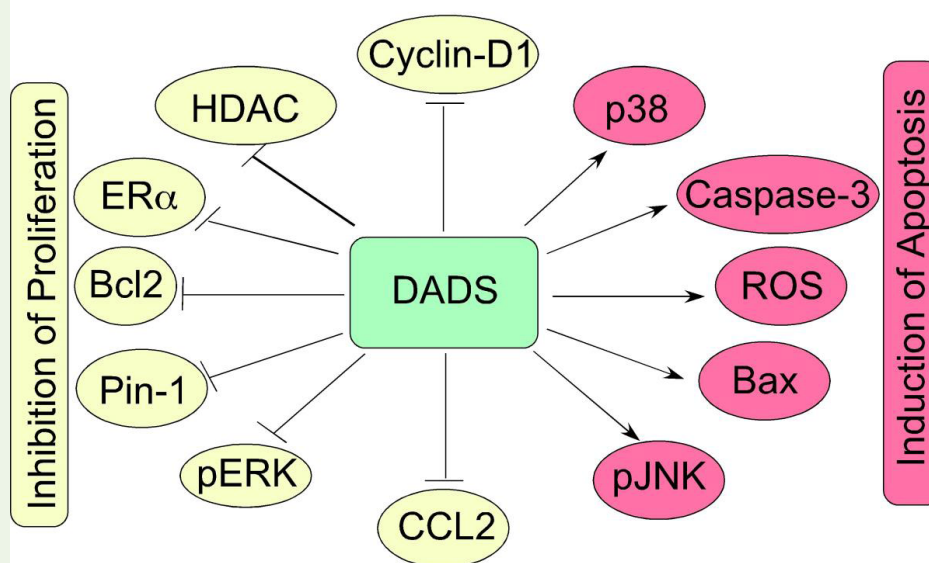 Cyclin-D1
HDAC
p38
ERα
Caspase-3
Bcl2
DADS
ROS
Pin-1
Bax
pERK
pJNK
CCL2
Inhibition of Proliferation
Induction of Apoptosis